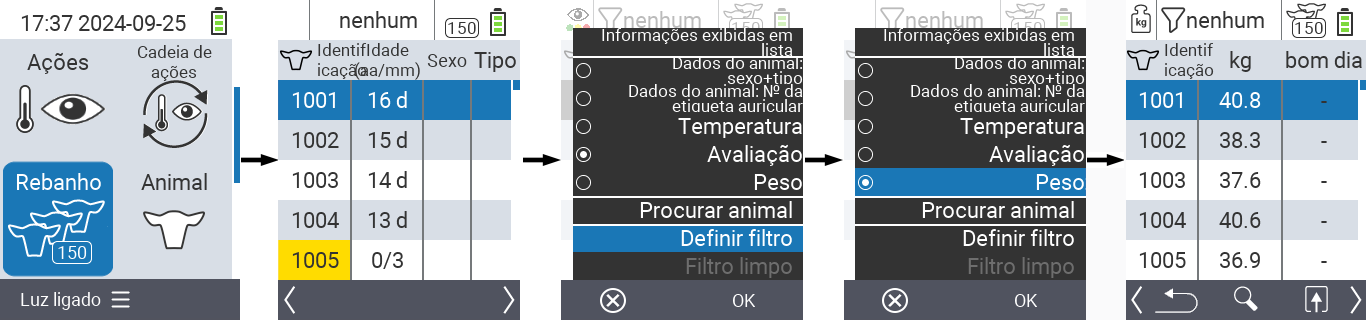 17:37 2024-09-25
Ações
Cadeia de
ações
Rebanho
150
Animal
Luz ligado
nenhum
150
Identif
icação
Idade
(aa/mm)
Sexo
Tipo
1001 16 d
1002 15 d
1003 14 d
1004 13 d
1005 0/3
nenhum
150
Informações exibidas em
lista
Dados do animal:
sexo+tipo
Dados do animal: Nº da
etiqueta auricular
Temperatura
Avaliação
Peso
Procurar animal
Definir filtro
Filtro limpo
OK
nenhum
150
Informações exibidas em
lista
Dados do animal:
sexo+tipo
Dados do animal: Nº da
etiqueta auricular
Temperatura
Avaliação
Peso
Procurar animal
Definir filtro
Filtro limpo
OK
kg
nenhum
150
Identif
icação
kg
bom dia
1001 40.8 -
1002 38.3 -
1003 37.6 -
1004 40.6 -
1005 36.9 -